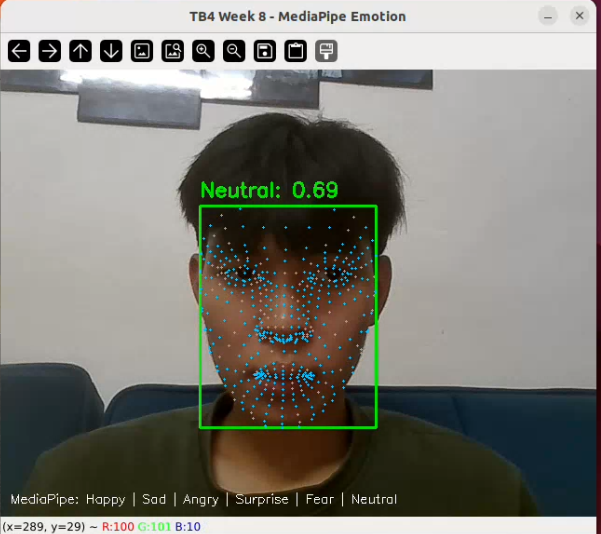 TB4 Week 8 - MediaPipe Emotion
Neutral: 0.69
MediaPipe: Happy | Sad | Angry | Surprise | Fear | Neutral
(x=289, y=29) ~ R:100 G:101 B:10